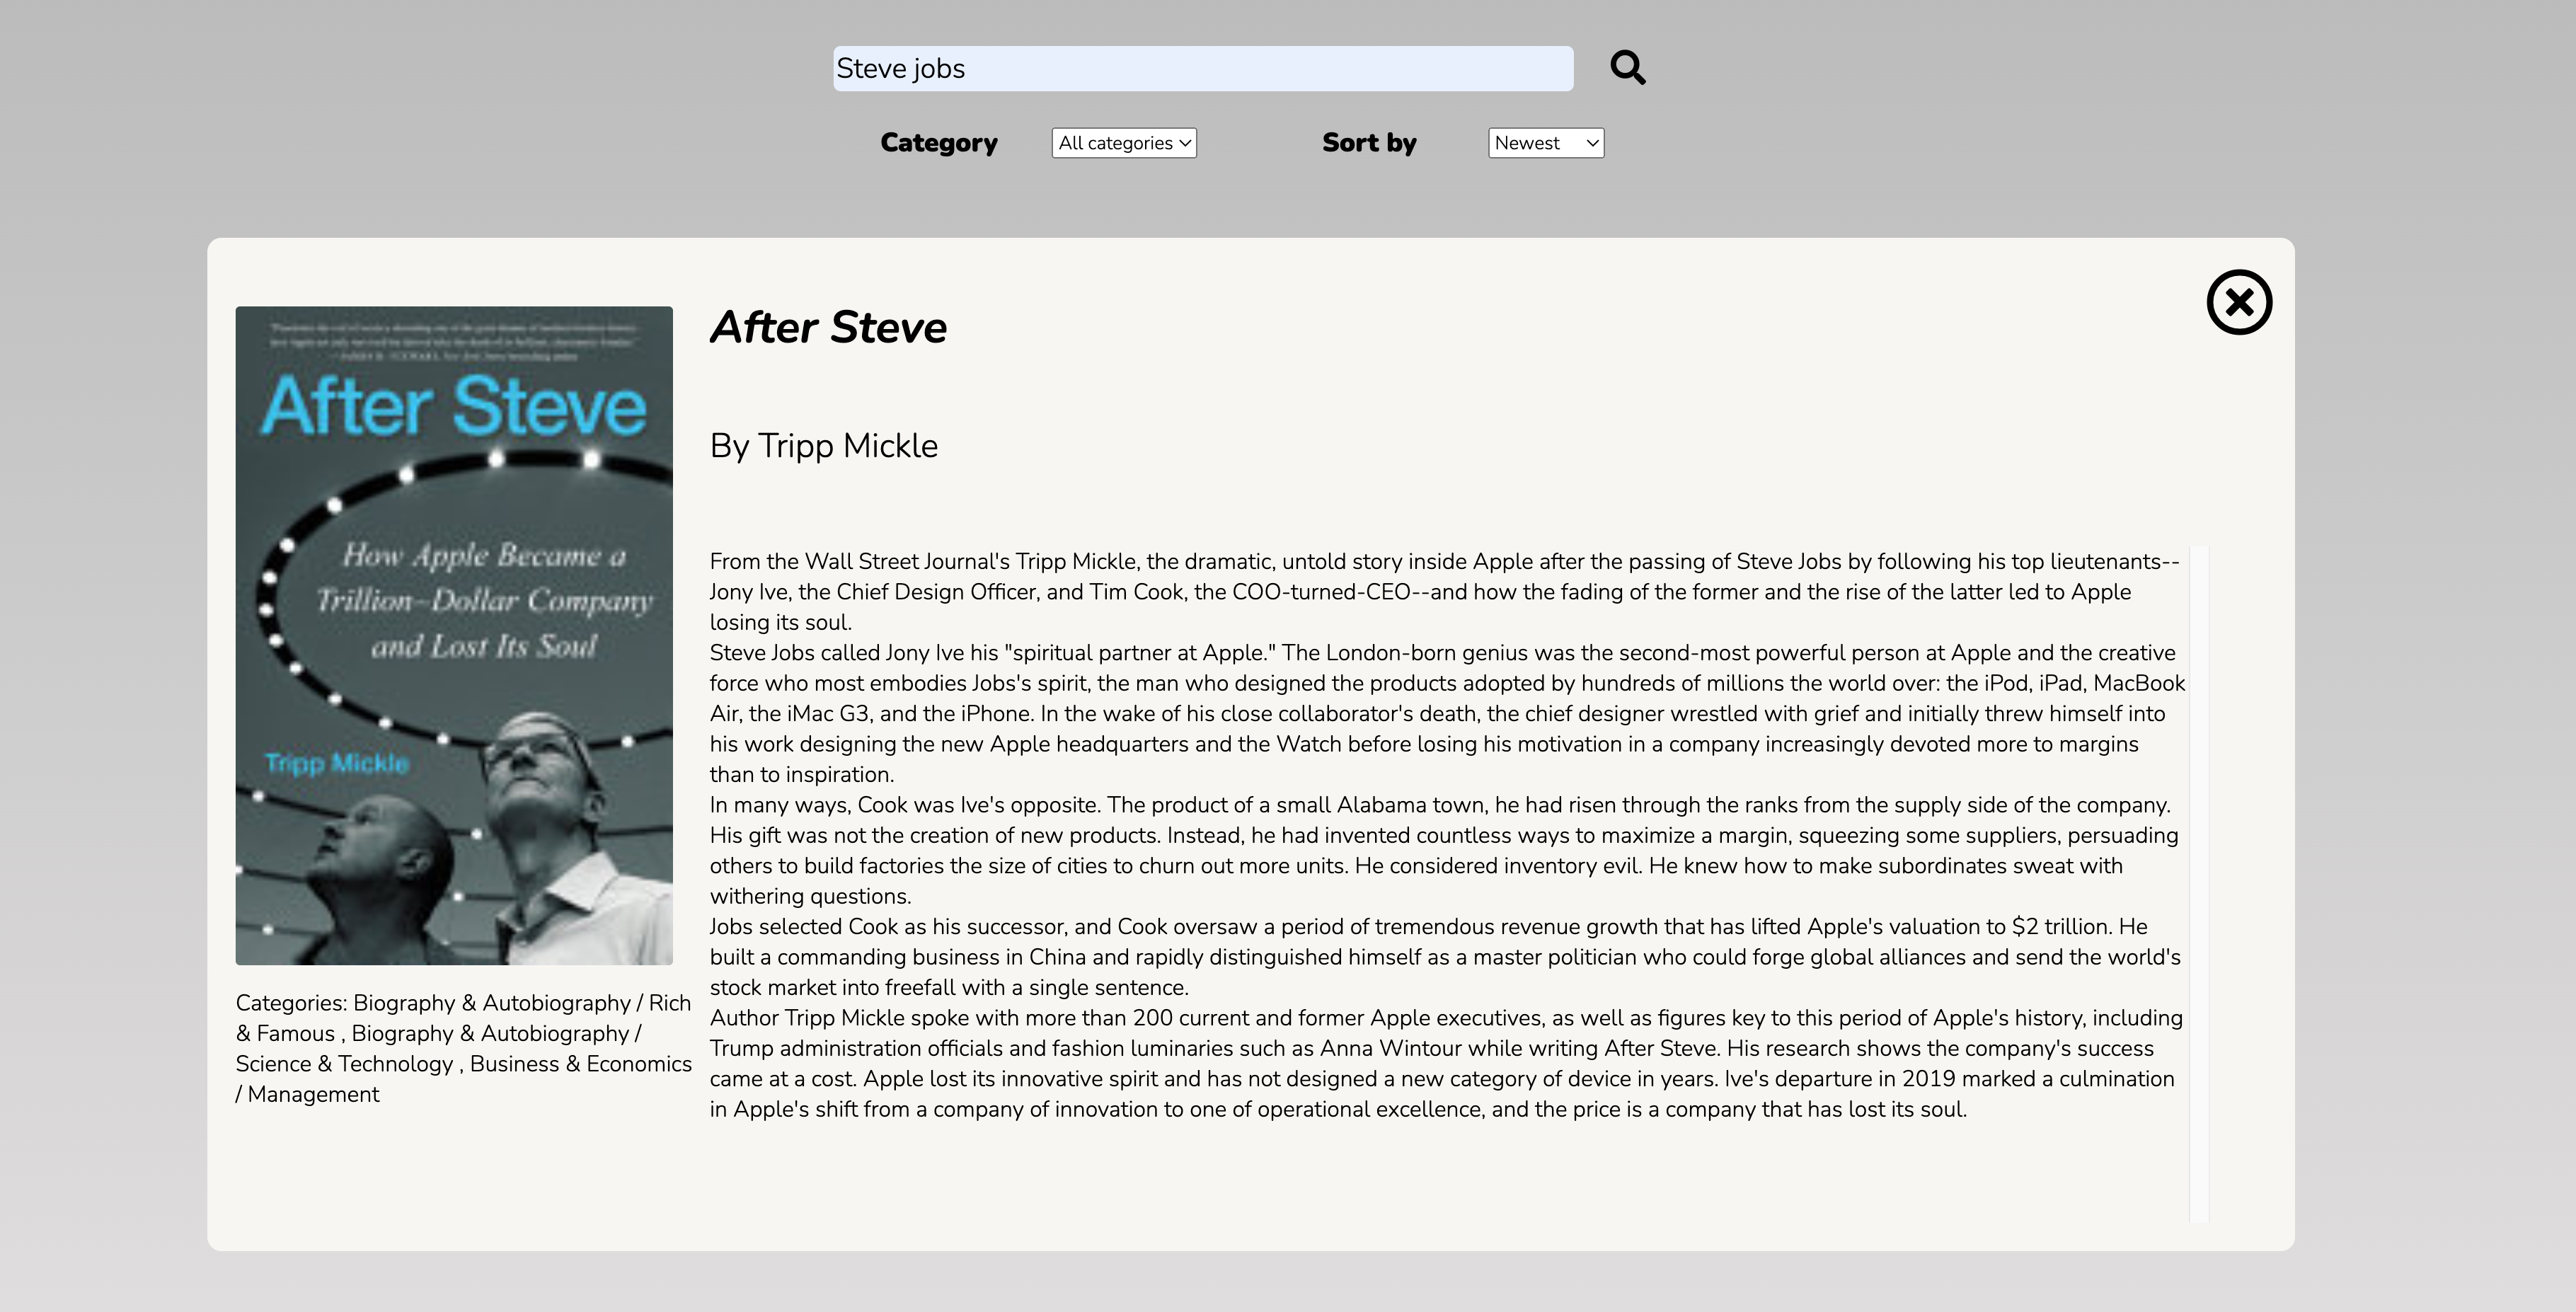 Steve jobs
Category
All categories
Sort by
Newest
After Steve
How Apple Became a
Trillion-Dollar Company
and Lost Its Soul
Tripp Mickle
Categories: Biography & Autobiography / Rich
& Famous , Biography & Autobiography /
Science & Technology , Business & Economics
/ Management
After Steve
By Tripp Mickle
From the Wall Street Journal's Tripp Mickle, the dramatic, untold story inside Apple after the passing of Steve Jobs by following his top lieutenants--
Jony Ive, the Chief Design Officer, and Tim Cook, the COO-turned-CEO--and how the fading of the former and the rise of the latter led to Apple
losing its soul.
Steve Jobs called Jony Ive his "spiritual partner at Apple." The London-born genius was the second-most powerful person at Apple and the creative
force who most embodies Jobs's spirit, the man who designed the products adopted by hundreds of millions the world over: the iPod, iPad, MacBook
Air, the iMac G3, and the iPhone. In the wake of his close collaborator's death, the chief designer wrestled with grief and initially threw himself into
his work designing the new Apple headquarters and the Watch before losing his motivation in a company increasingly devoted more to margins
than to inspiration.
In many ways, Cook was Ive's opposite. The product of a small Alabama town, he had risen through the ranks from the supply side of the company.
His gift was not the creation of new products. Instead, he had invented countless ways to maximize a margin, squeezing some suppliers, persuading
others to build factories the size of cities to churn out more units. He considered inventory evil. He knew how to make subordinates sweat with
withering questions.
Jobs selected Cook as his successor, and Cook oversaw a period of tremendous revenue growth that has lifted Apple's valuation to $2 trillion. He
built a commanding business in China and rapidly distinguished himself as a master politician who could forge global alliances and send the world's
stock market into freefall with a single sentence.
Author Tripp Mickle spoke with more than 200 current and former Apple executives, as well as figures key to this period of Apple's history, including
Trump administration officials and fashion luminaries such as Anna Wintour while writing After Steve. His research shows the company's success
came at a cost. Apple lost its innovative spirit and has not designed a new category of device in years. Ive's departure in 2019 marked a culmination
in Apple's shift from a company of innovation to one of operational excellence, and the price is a company that has lost its soul.